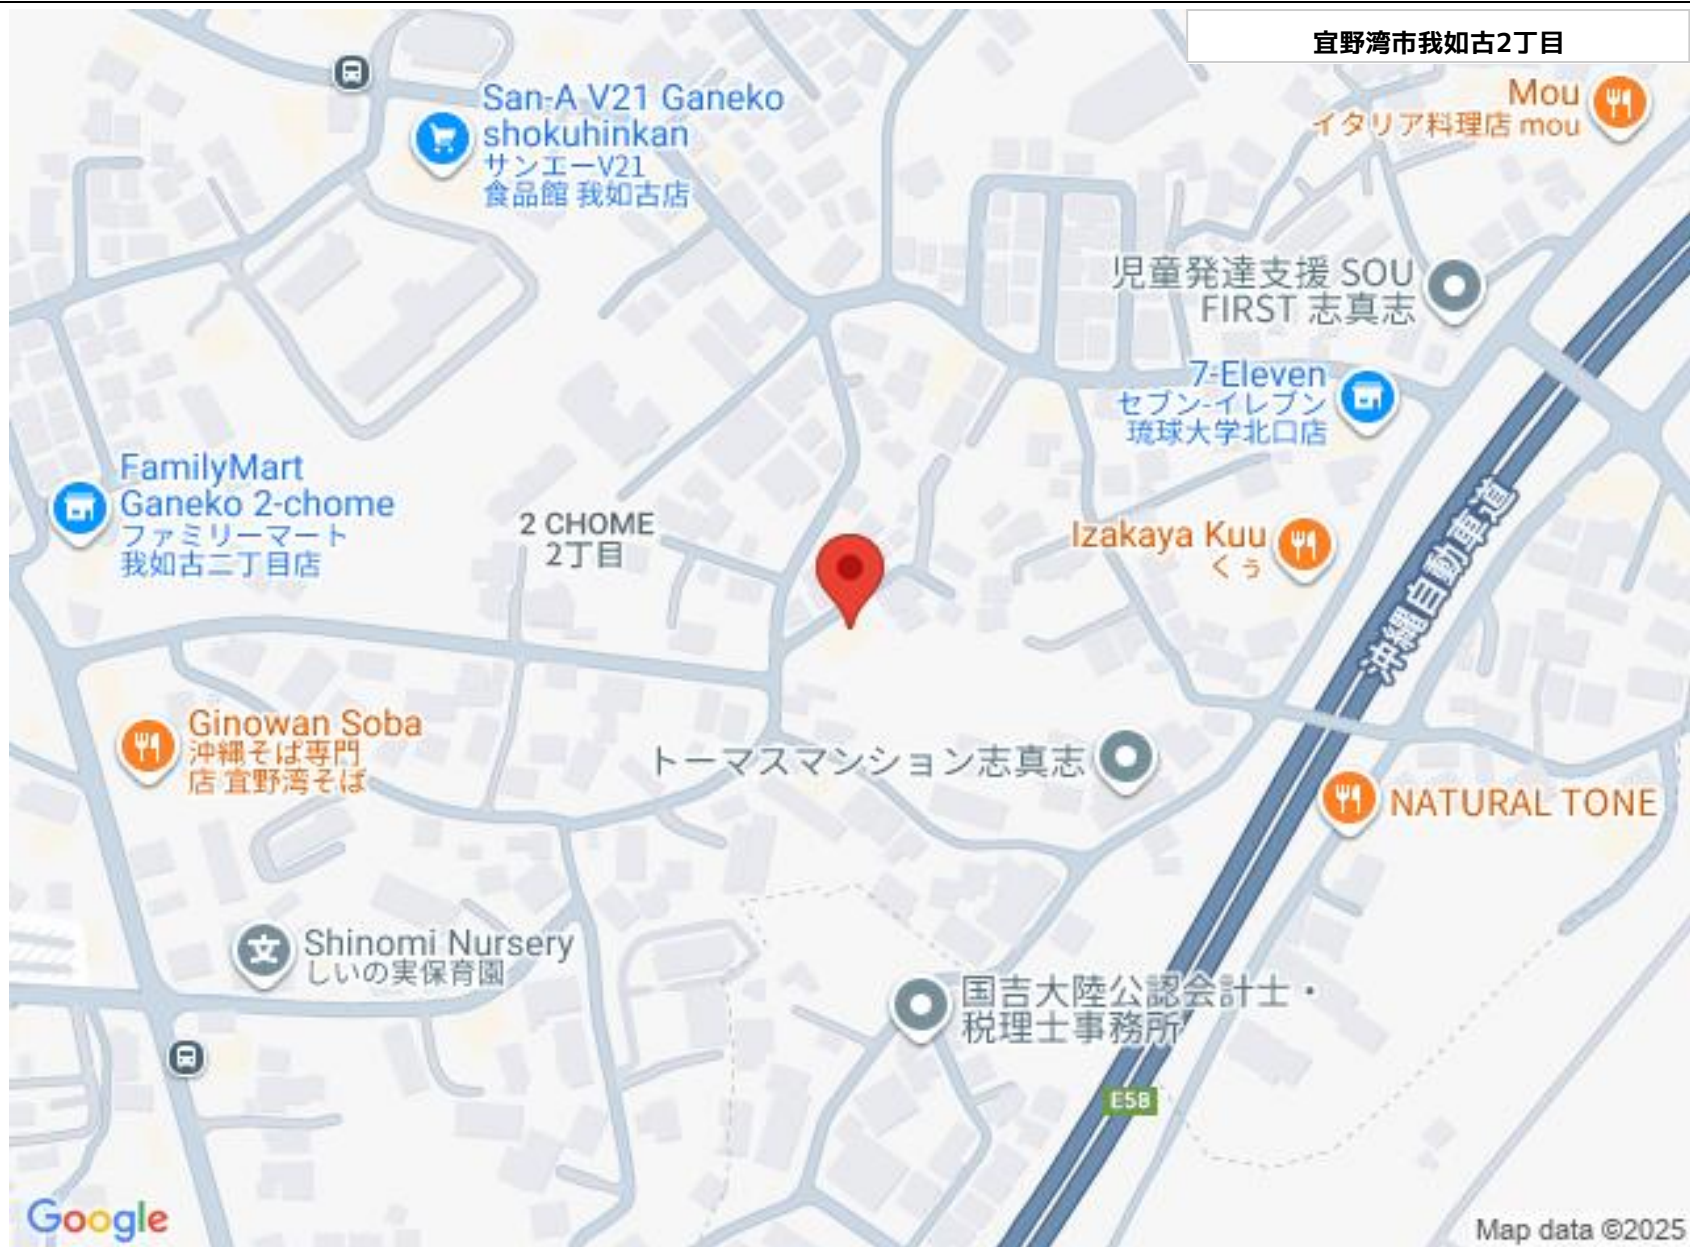 宜野湾市我如古2丁目
Mou
イタリア料理店 mou
San-A V21 Ganeko
shokuhinkan
サンエーV21
食品館 我如古店
児童発達支援 SOU
FIRST 志真志
7-Eleven
セブン-イレブン
琉球大学北口店
FamilyMart
Ganeko 2-chome
ファミリーマート
我如古二丁目店
2 CHOME
2丁目
Izakaya Kuu
くぅ
沖縄自動車道
Ginowan Soba
沖縄そば専門
店 宜野湾そば
トーマスマンション志真志
NATURAL TONE
Shinomi Nursery
しいの実保育園
国吉大陸公認会計士・
税理士事務所
E58
Google
Map data ©2025